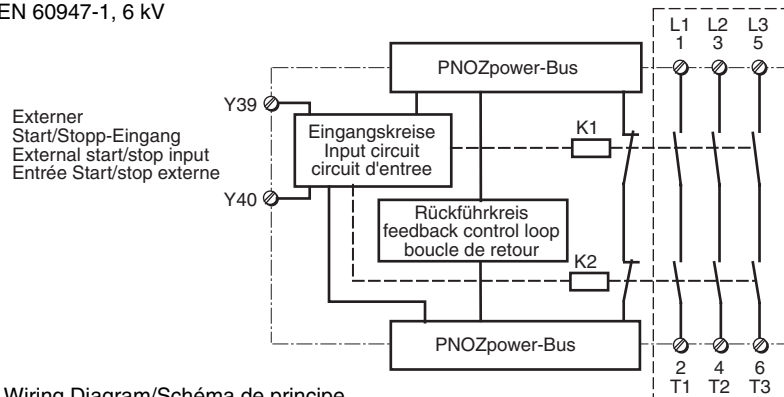 EN 60947-1, 6 kV
L1 L2 L3
1 3 5
PNOZpower-Bus
Y39
Externer
Start/Stopp-Eingang
External start/stop input
Entrée Start/stop externe
Eingangskreise
Input circuit
circuit d'entree
K1
Y40
Rückführkreis
feedback control loop
boucle de retour
K2
PNOZpower-Bus
2 4 6
T1 T2 T3
Wiring Diagram/Schéma de principe